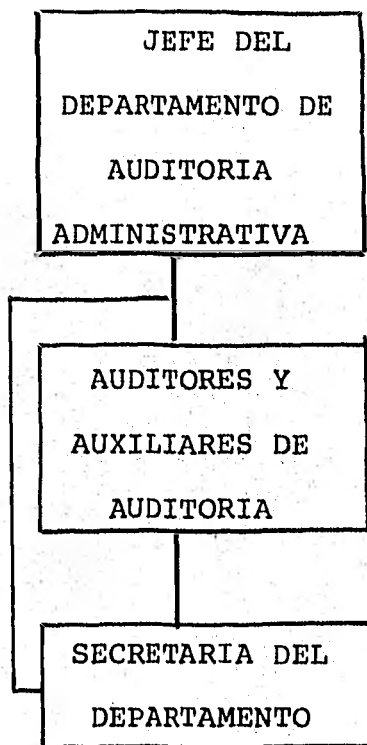 JEFE DEL
DEPARTAMENTO DE
AUDITORIA
ADMINISTRATIVA
AUDITORES Y
AUXILIARES DE
AUDITORIA
SECRETARIA DEL
DEPARTAMENTO